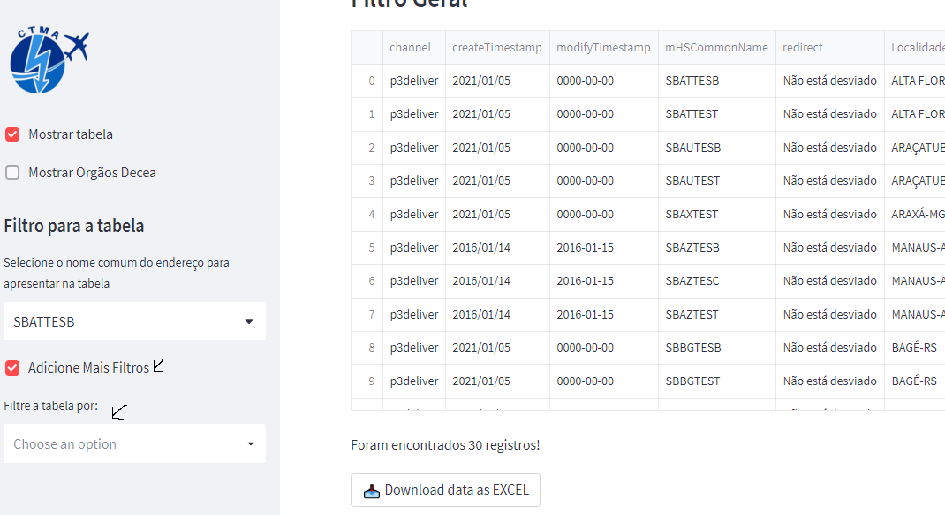 CTMA
Mostrar tabela
Mostrar Orgãos Decea
Filtro para a tabela
Selecione o nome comum do endereço para
apresentar na tabela
SBATTESB
Adicione Mais Filtros
Filtre a tabela por:
Choose an option
Filtro Geral
channel createTimestamp modifyTimestamp mHSCommonName redirect Localidade
0 p3deliver 2021/01/05 0000-00-00 SBATTESB Não está desviado ALTA FLOR
1 p3deliver 2021/01/05 0000-00-00 SBATTEST Não está desviado ALTA FLOR
2 p3deliver 2021/01/05 0000-00-00 SBAUTESB Não está desviado ARAÇATUB
3 p3deliver 2021/01/05 0000-00-00 SBAUTEST Não está desviado ARAÇATUB
4 p3deliver 2021/01/05 0000-00-00 SBAXTEST Não está desviado ARAXÁ-MG
5 p3deliver 2016/01/14 2016-01-15 SBAZTESB Não está desviado MANAUS-A
6 p3deliver 2016/01/14 2016-01-15 SBAZTESC Não está desviado MANAUS-A
7 p3deliver 2016/01/14 2016-01-15 SBAZTEST Não está desviado MANAUS-A
8 p3deliver 2021/01/05 0000-00-00 SBBGTESB Não está desviado BAGÉ-RS
9 p3deliver 2021/01/05 0000-00-00 SBBGTEST Não está desviado BAGÉ-RS
Foram encontrados 30 registros!
Download data as EXCEL